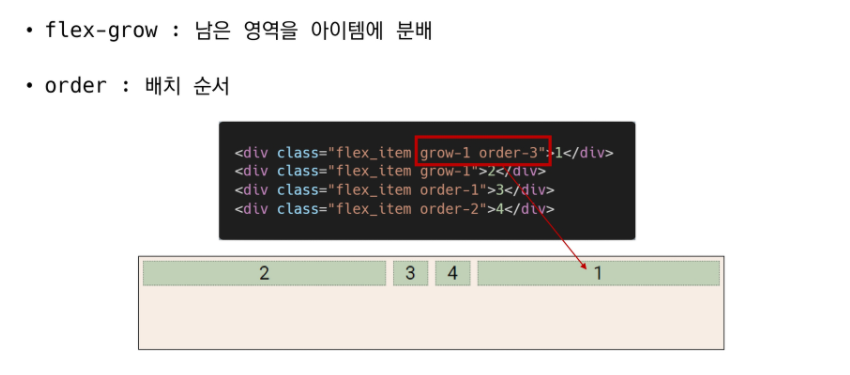 • flex-grow : 남은 영역을 아이템에 분배
• order : 배치 순서
<div class="flex_item grow-1 order-3">1</div>
<div class="flex_item grow-1">2</div>
<div class="flex_item order-1">3</div>
<div class="flex_item order-2">4</div>
2 3 4 1